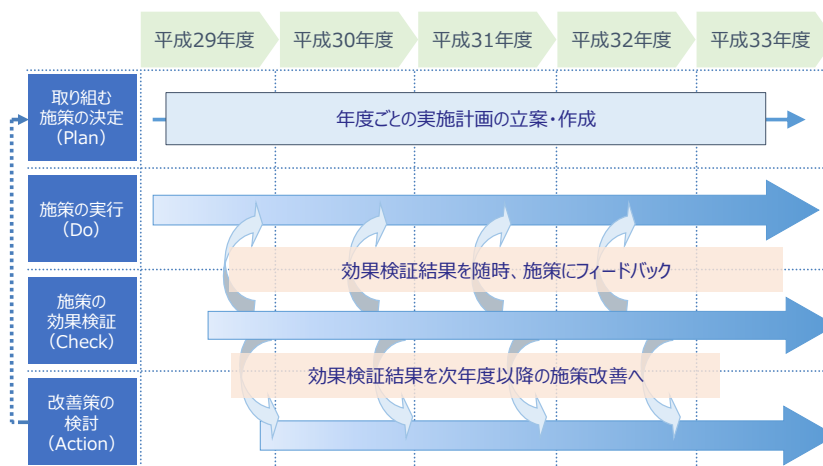 平成29年度
平成30年度
平成31年度
平成32年度
平成33年度
取り組む
施策の決定
（Plan）
年度ごとの実施計画の立案・作成
施策の実行
（Do）
効果検証結果を随時、施策にフィードバック
施策の
効果検証
（Check）
効果検証結果を次年度以降の施策改善へ
改善策の
検討
（Action）